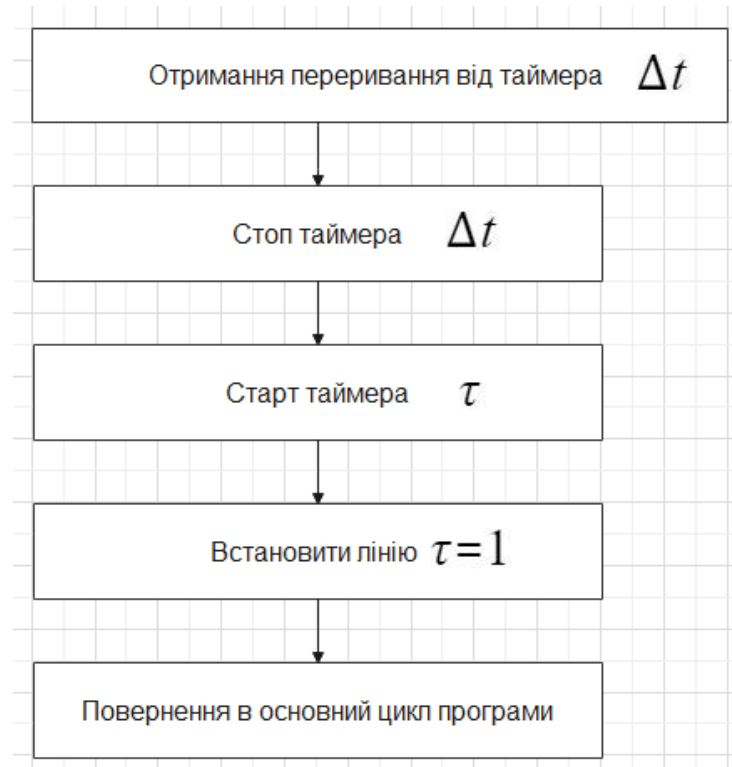 Отримання переривання від таймера Δt
Стоп таймера Δt
Старт таймера τ
Встановити лінію τ=1
Повернення в основний цикл програми